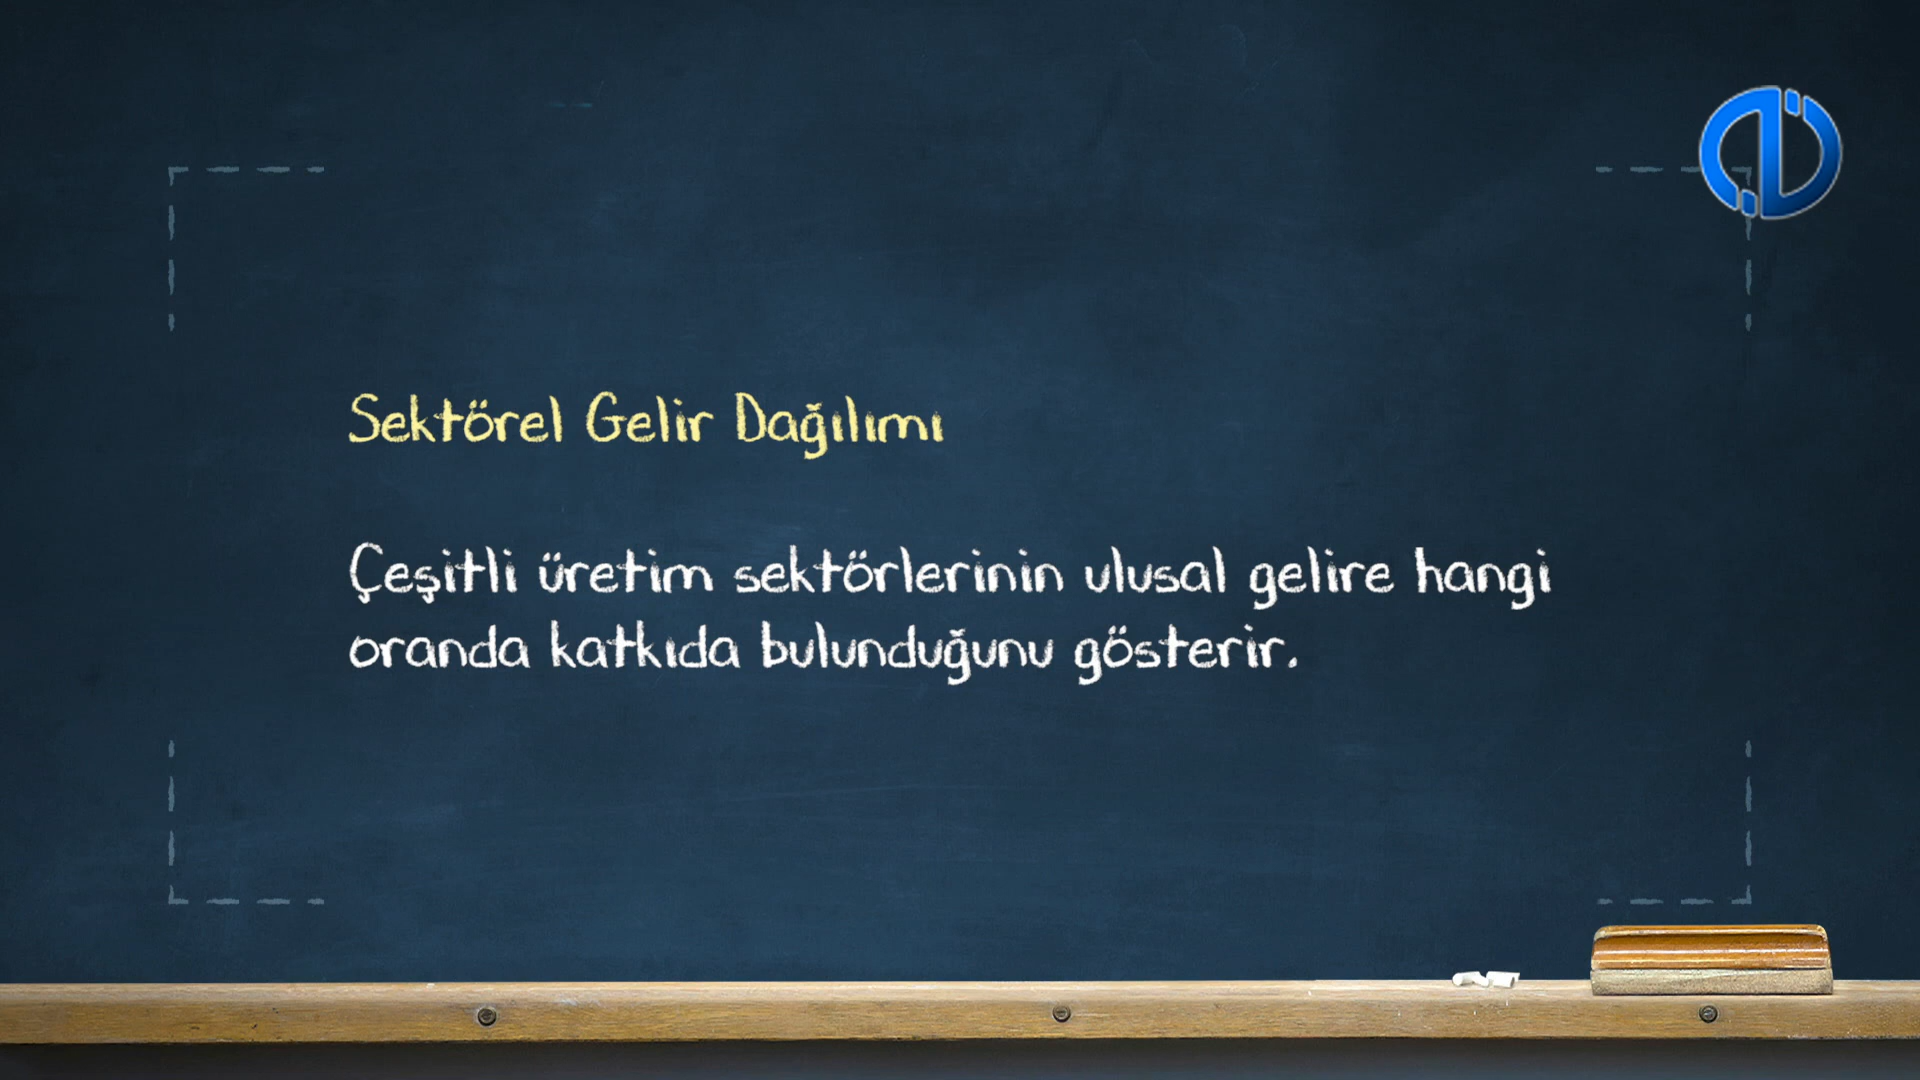 Sektörel Gelir Dağılımı
Çeşitli üretim sektörlerinin ulusal gelire hangi
oranda katkıda bulunduğunu gösterir.